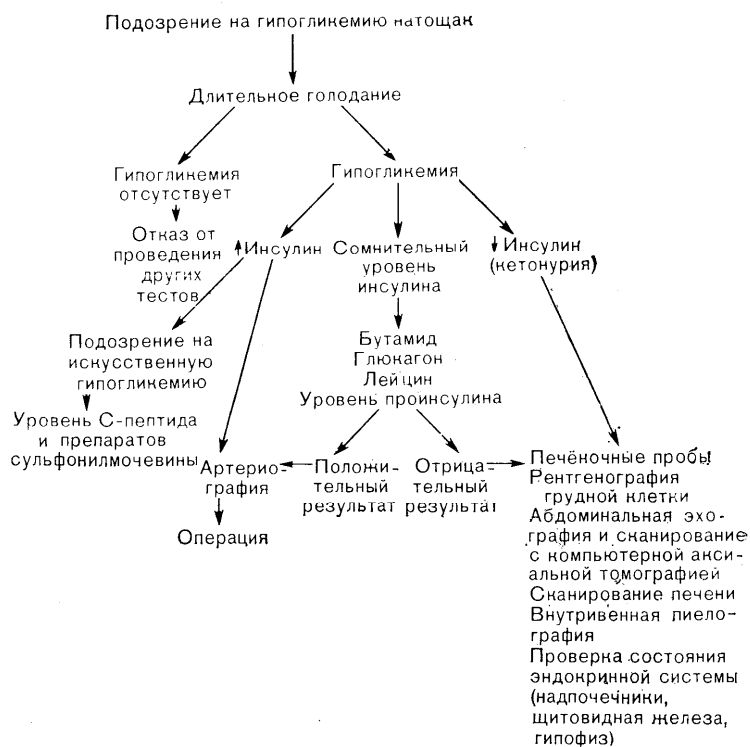 Подозрение на гипогликемию натощак
Длительное голодание
Гипогликемия
отсутствует
Отказ от
проведения
других
тестов
Гипогликемия
↑Инсулин
Подозрение на
искусственную
гипогликемию
Уровень С-пептида
и препаратов
сульфонилмочевины
Сомнительный
уровень
инсулина
Бутамид
Глюкагон
Лейцин
Уровень проинсулина
↓ Инсулин
(кетонурия)
Артерио-
графия
Операция
Положи-
тельный
результат
Отрица-
тельный
результат
Печёночные пробы
Рентгенография
грудной клетки
Абдоминальная эхо-
графия и сканирование
с компьютерной акси-
альной томографией
Сканирование печени
Внутривенная пиело-
графия
Проверка состояния
эндокринной системы
(надпочечники,
щитовидная железа,
гипофиз)